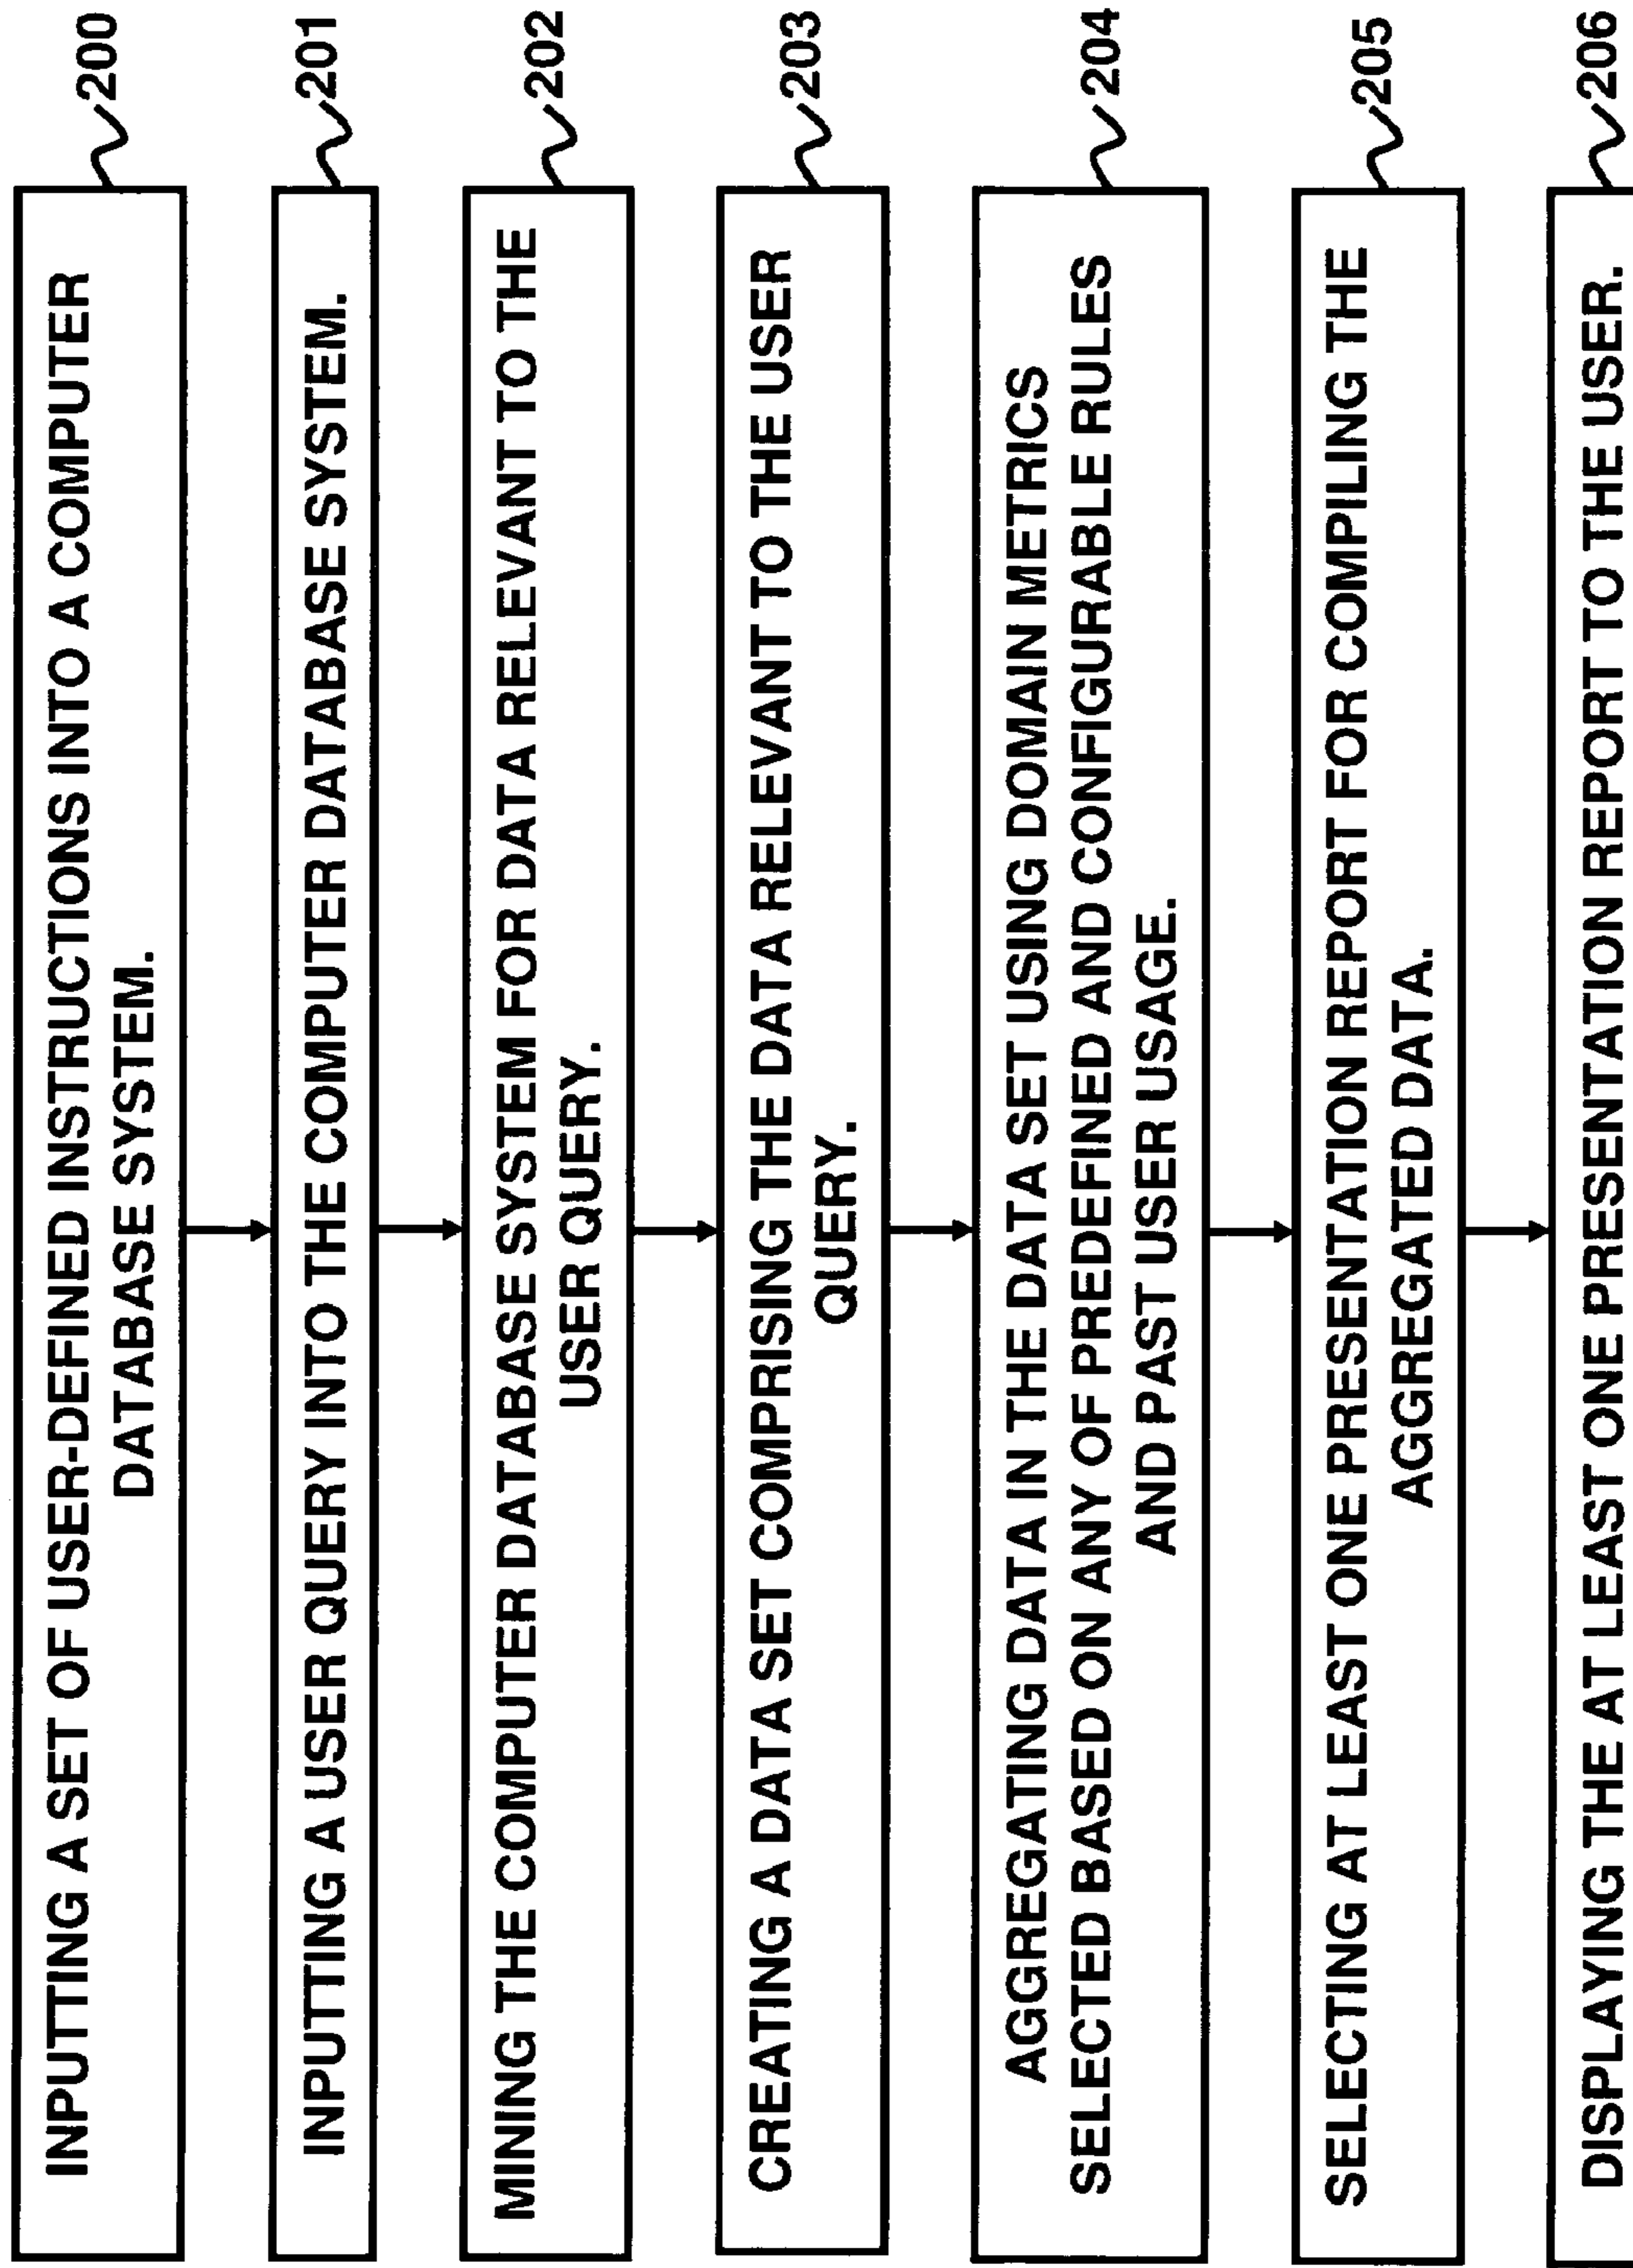 INPUTTING A SET OF USER-DEFINED INSTRUCTIONS INTO A COMPUTER
DATABASE SYSTEM.
200
INPUTTING A USER QUERY INTO THE COMPUTER DATABASE SYSTEM.
201
MINING THE COMPUTER DATABASE SYSTEM FOR DATA RELEVANT TO THE
USER QUERY.
202
CREATING A DATA SET COMPRISING THE DATA RELEVANT TO THE USER
QUERY.
203
AGGREGATING DATA IN THE DATA SET USING DOMAIN METRICS
SELECTED BASED ON ANY OF PREDEFINED AND CONFIGURABLE RULES
AND PAST USER USAGE.
204
SELECTING AT LEAST ONE PRESENTATION REPORT FOR COMPILING THE
AGGREGATED DATA.
205
DISPLAYING THE AT LEAST ONE PRESENTATION REPORT TO THE USER.
206